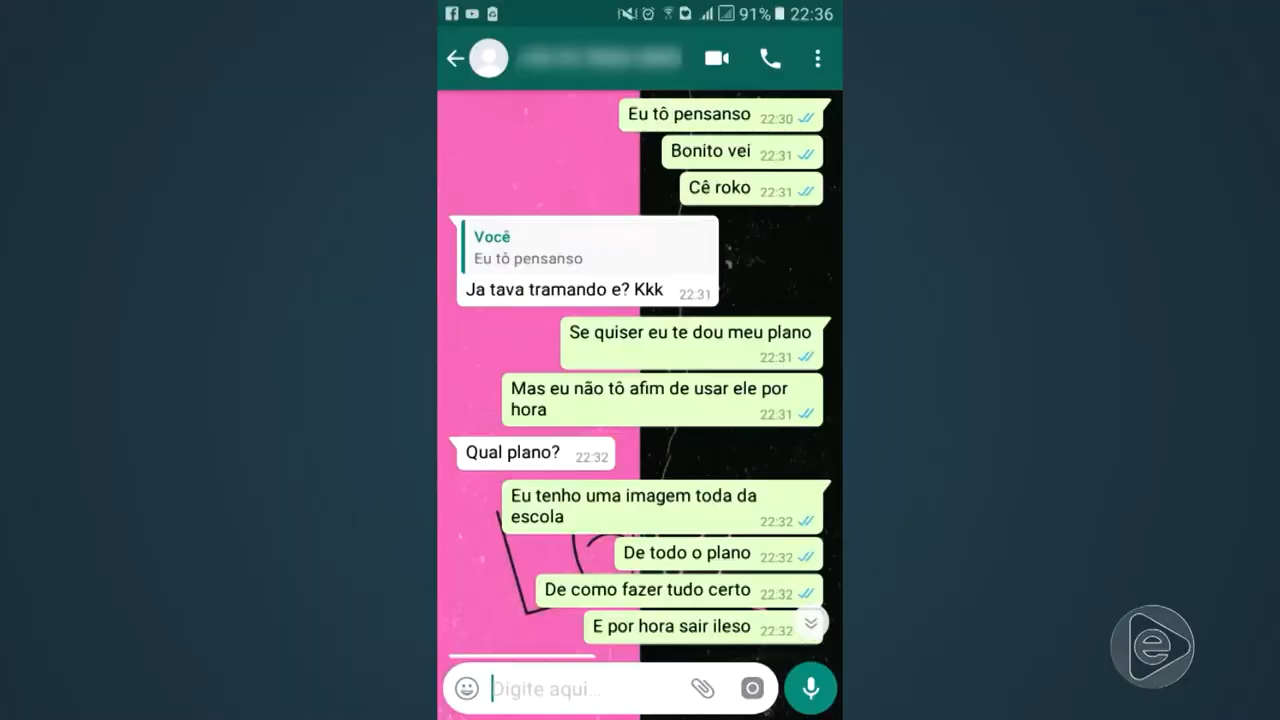 91% 22:36
Eu tô pensanso 22:30
Bonito vei 22:31
Cê roko 22:31
Você
Eu tô pensanso
Ja tava tramando e? Kkk 22:31
Se quiser eu te dou meu plano
22:31
Mas eu não tô afim de usar ele por
hora 22:31
Qual plano? 22:32
Eu tenho uma imagem toda da
escola 22:32
De todo o plano 22:32
De como fazer tudo certo 22:32
E por hora sair ileso 22:32
Digite aqui...
e